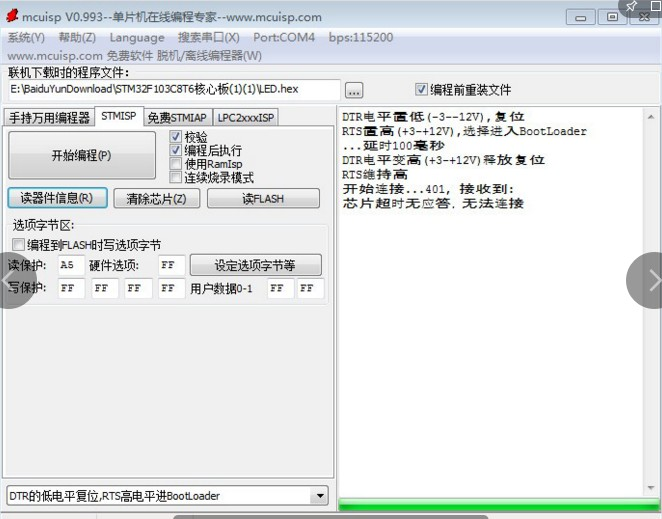 mcuisp V0.993--单片机在线编程专家--www.mcuisp.com
系统(Y) 帮助(Z) Language 搜索串口(X) Port:COM4 bps:115200
www.mcuisp.com 免费软件 脱机/离线编程器(W)
联机下载时的程序文件:
E:\BaiduYunDownload\STM32F103C8T6核心板(1)(1)\LED.hex ... 编程前重装文件
手持万用编程器 STMISP 免费STMIAP LPC2xxxISP
开始编程(P)
校验
编程后执行
使用RamIsp
连续烧录模式
读器件信息(R) 清除芯片(Z) 读FLASH
选项字节区:
编程到FLASH时写选项字节
读保护: A5 硬件选项: FF 设定选项字节等
写保护: FF FF FF FF 用户数据0-1 FF FF
DTR的低电平复位,RTS高电平进BootLoader
DTR电平置低(-3--12V),复位
RTS置高(+3-+12V),选择进入BootLoader
...延时100毫秒
DTR电平变高(+3-+12V)释放复位
RTS维持高
开始连接...401, 接收到:
芯片超时无应答, 无法连接